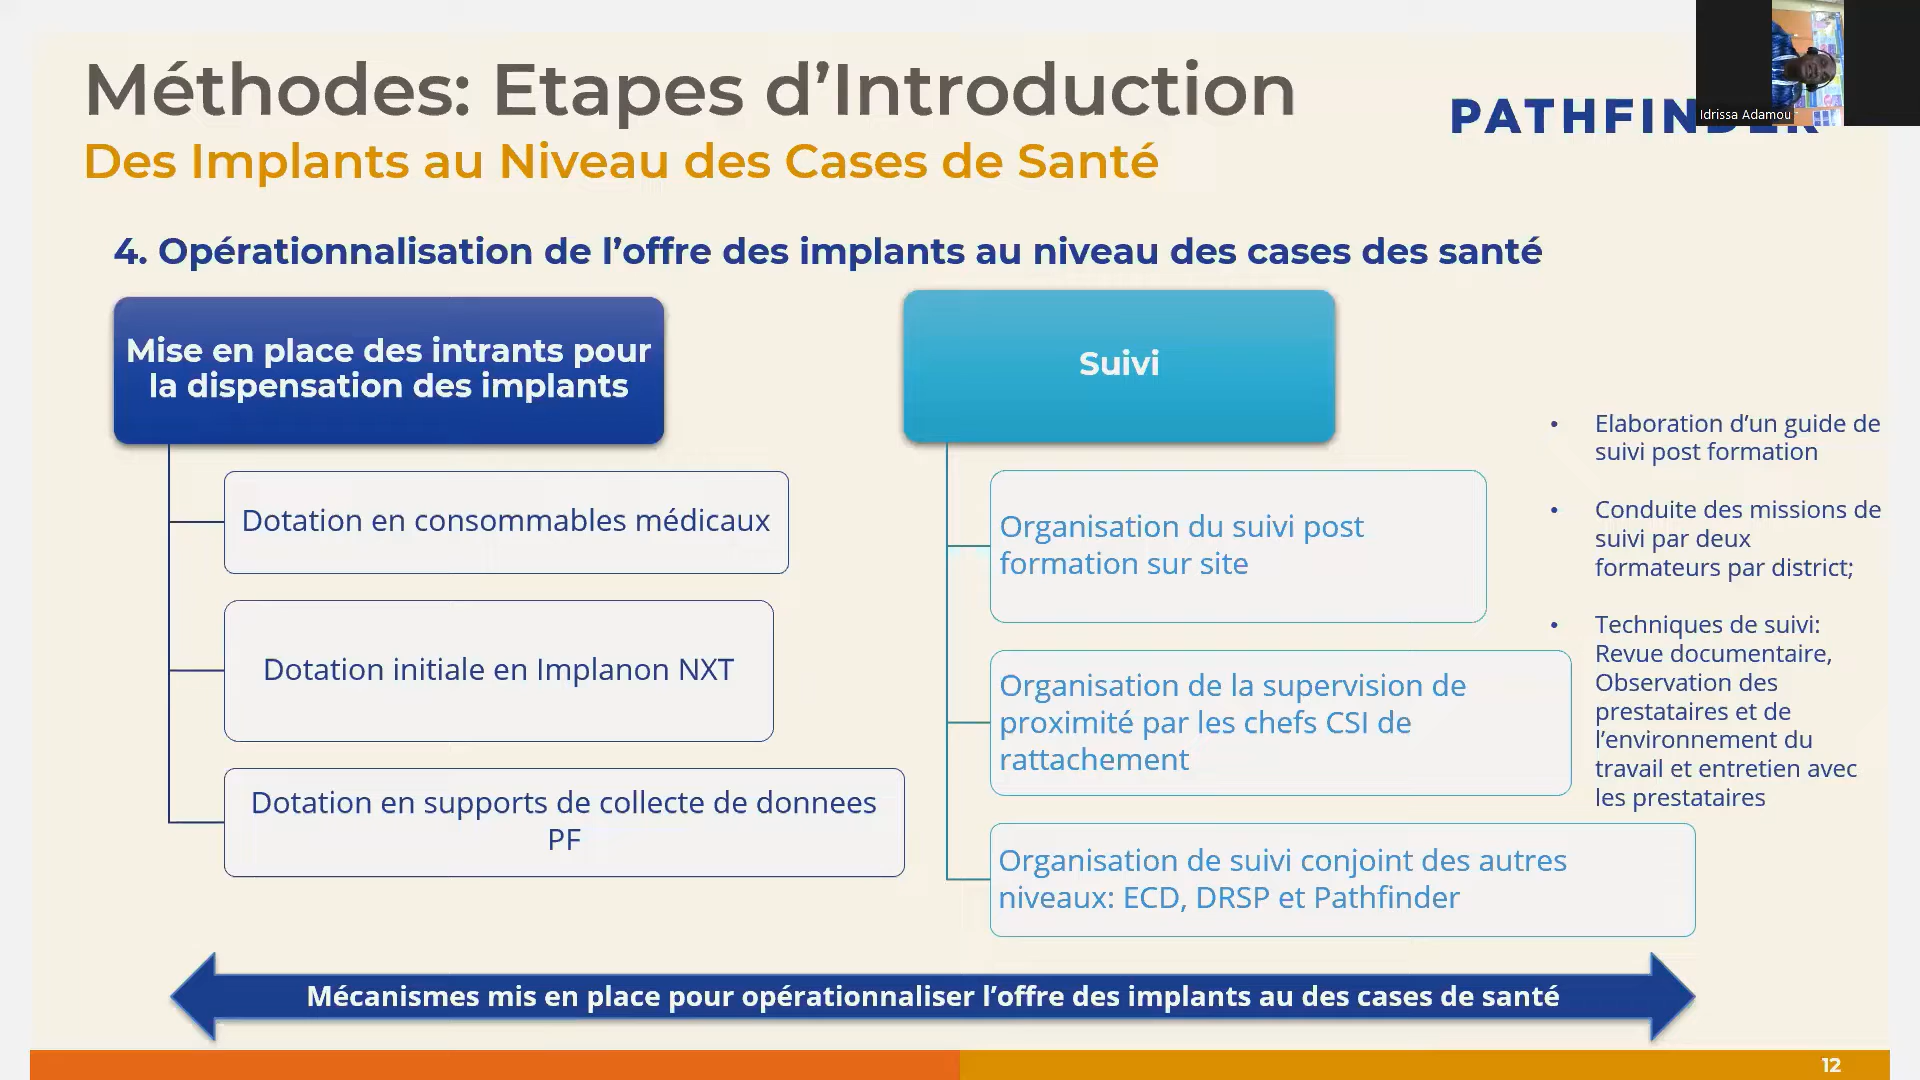 Méthodes: Etapes d’Introduction
Des Implants au Niveau des Cases de Santé
PATHFINDER
Idrissa Adamou
4. Opérationnalisation de l’offre des implants au niveau des cases des santé
Mise en place des intrants pour
la dispensation des implants
Dotation en consommables médicaux
Dotation initiale en Implanon NXT
Dotation en supports de collecte de donnees
PF
Suivi
Organisation du suivi post
formation sur site
Organisation de la supervision de
proximité par les chefs CSI de
rattachement
Organisation de suivi conjoint des autres
niveaux: ECD, DRSP et Pathfinder
• Elaboration d’un guide de
suivi post formation
• Conduite des missions de
suivi par deux
formateurs par district;
• Techniques de suivi:
Revue documentaire,
Observation des
prestataires et de
l’environnement du
travail et entretien avec
les prestataires
Mécanismes mis en place pour opérationnaliser l’offre des implants au des cases de santé
12